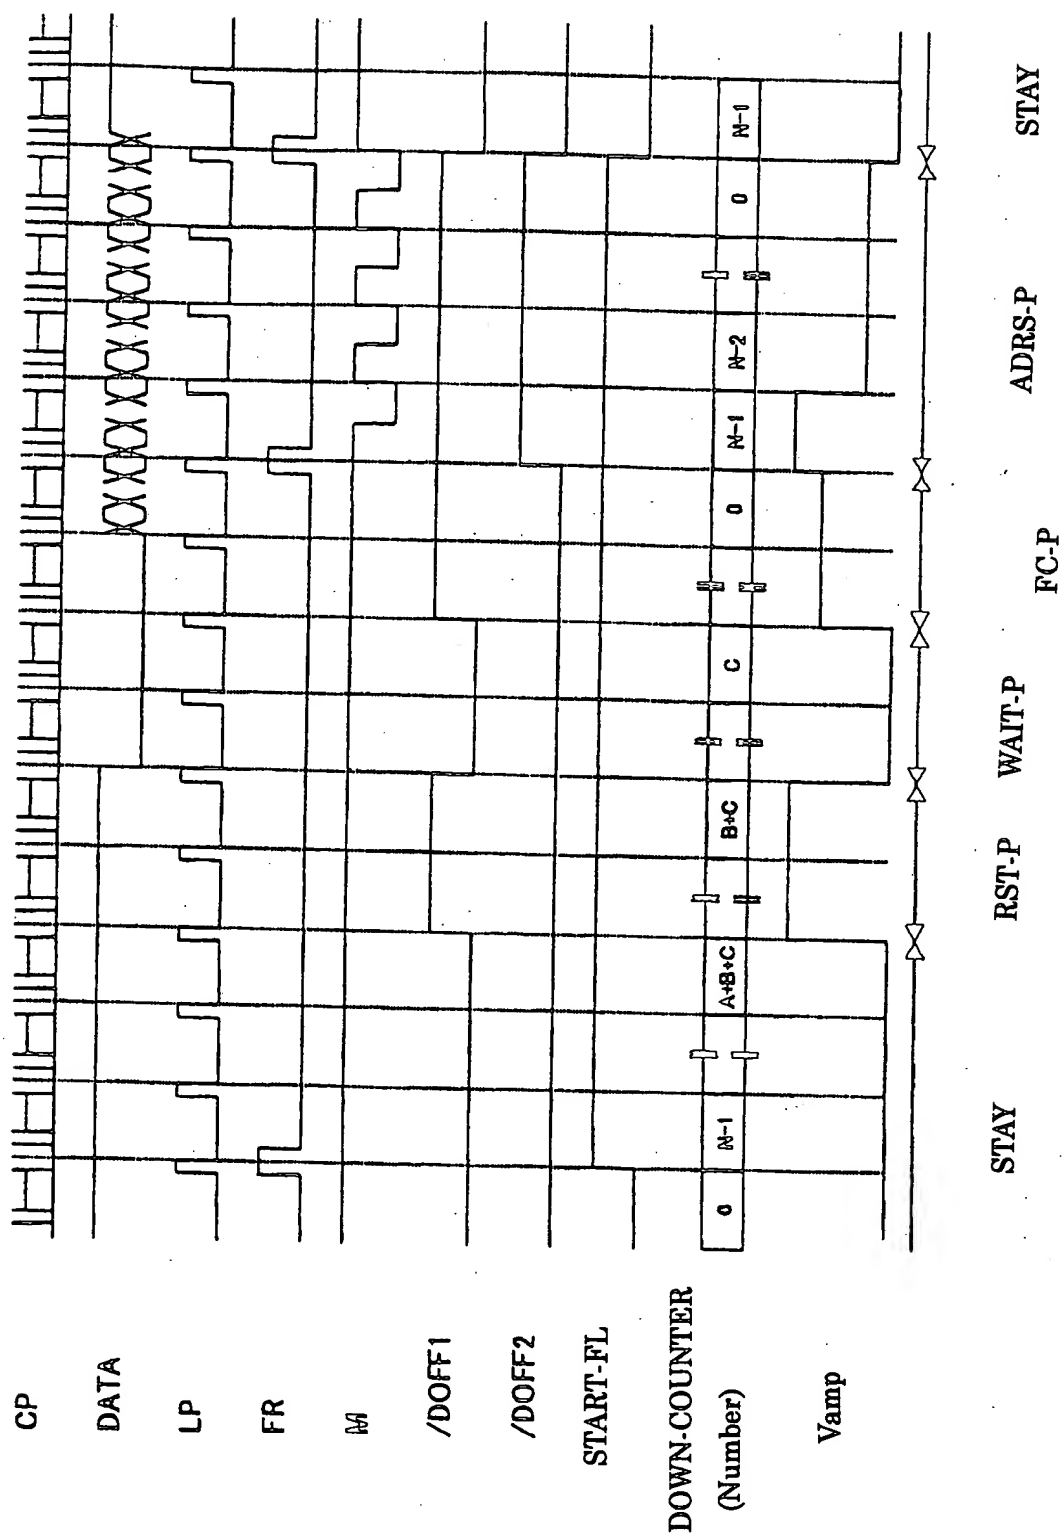 CP
DATA
LP
FR
M
/DOFF1
/DOFF2
START-FL
DOWN-COUNTER
(Number)
0
N-1
A+B+C
B+C
C
0
N-1
N-2
0
N-1
Vamp
STAY
RST-P
WAIT-P
FC-P
ADRS-P
STAY